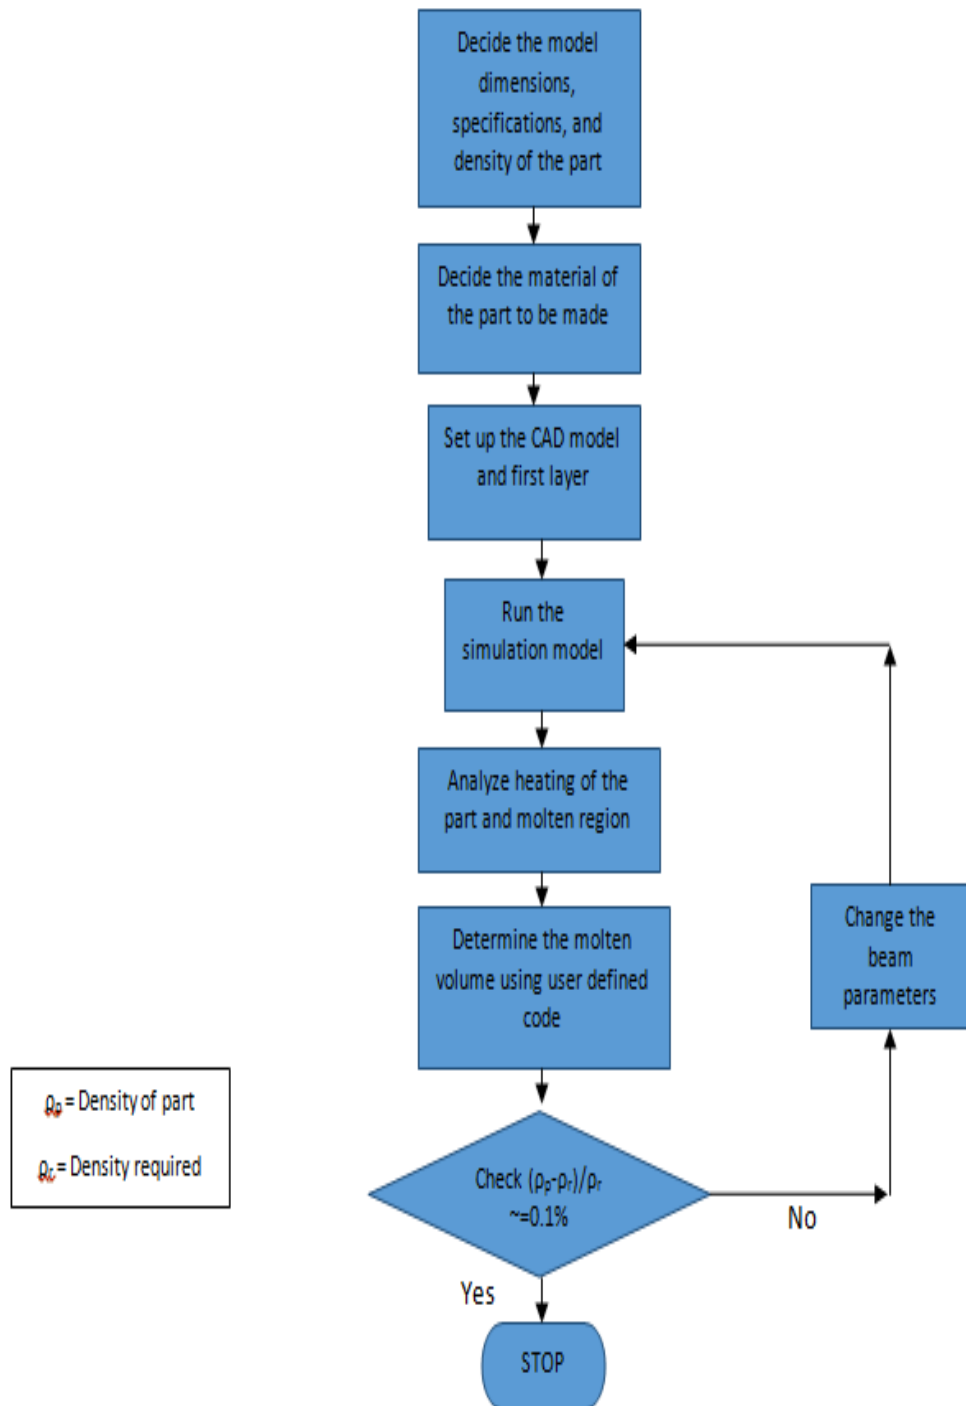 Decide the model
dimensions,
specifications, and
density of the part
Decide the material of
the part to be made
Set up the CAD model
and first layer
Run the
simulation model
Analyze heating of the
part and molten region
Determine the molten
volume using user defined
code
Change the
beam
parameters
ρₚ = Density of part
ρᵣ = Density required
Check (ρₚ-ρᵣ)/ρᵣ
~=0.1%
No
Yes
STOP